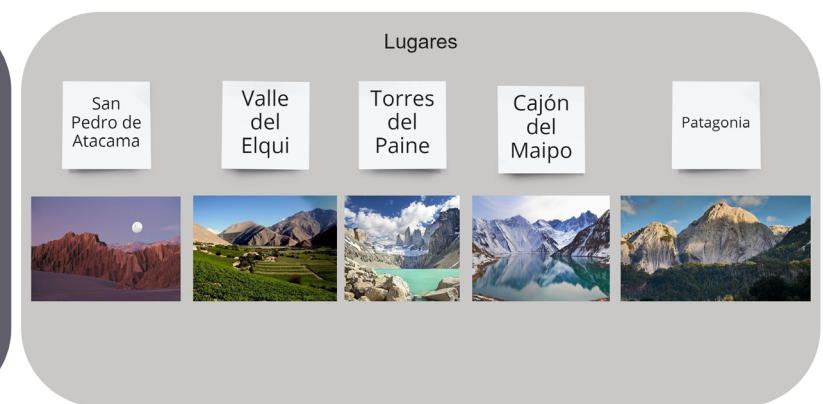 Lugares
San
Pedro de
Atacama
Valle
del
Elqui
Torres
del
Paine
Cajón
del
Maipo
Patagonia